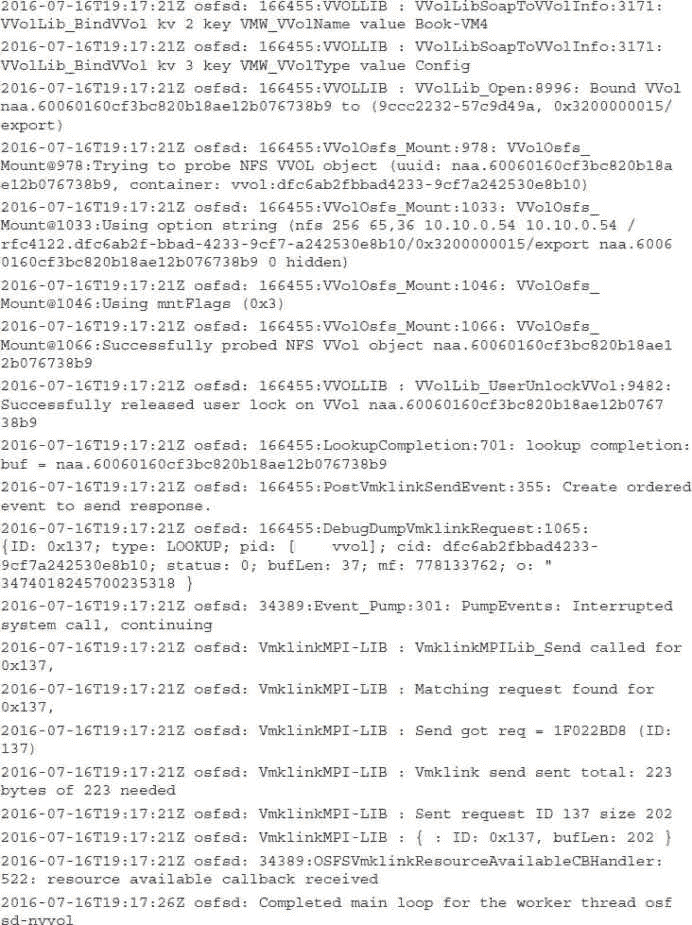 2016-07-16T19:17:21Z osfsd: 166455:VVOLLIB : VVolLibSoapToVVolInfo:3171:
VVolLib_BindVVol kv 2 key VMW_VVolName value Book-VM4
2016-07-16T19:17:21Z osfsd: 166455:VVOLLIB : VVolLibSoapToVVolInfo:3171:
VVolLib_BindVVol kv 3 key VMW_VVolType value Config
2016-07-16T19:17:21Z osfsd: 166455:VVOLLIB : VVolLib_Open:8996: Bound VVol
naa.60060160cf3bc820b18ae12b076738b9 to (9ccc2232-57c9d49a, 0x3200000015/
export)
2016-07-16T19:17:21Z osfsd: 166455:VVolOsfs_Mount:978: VVolOsfs_
Mount@978:Trying to probe NFS VVOL object (uuid: naa.60060160cf3bc820b18a
e12b076738b9, container: vvol:dfc6ab2fbbad4233-9cf7a242530e8b10)
2016-07-16T19:17:21Z osfsd: 166455:VVolOsfs_Mount:1033: VVolOsfs_
Mount@1033:Using option string (nfs 256 65,36 10.10.0.54 10.10.0.54 /
rfc4122.dfc6ab2f-bbad-4233-9cf7-a242530e8b10/0x3200000015/export naa.6006
0160cf3bc820b18ae12b076738b9 0 hidden)
2016-07-16T19:17:21Z osfsd: 166455:VVolOsfs_Mount:1046: VVolOsfs_
Mount@1046:Using mntFlags (0x3)
2016-07-16T19:17:21Z osfsd: 166455:VVolOsfs_Mount:1066: VVolOsfs_
Mount@1066:Successfully probed NFS VVol object naa.60060160cf3bc820b18ae1
2b076738b9
2016-07-16T19:17:21Z osfsd: 166455:VVOLLIB : VVolLib_UserUnlockVVol:9482:
Successfully released user lock on VVol naa.60060160cf3bc820b18ae12b0767
38b9
2016-07-16T19:17:21Z osfsd: 166455:LookupCompletion:701: lookup completion:
buf = naa.60060160cf3bc820b18ae12b076738b9
2016-07-16T19:17:21Z osfsd: 166455:PostVmklinkSendEvent:355: Create ordered
event to send response.
2016-07-16T19:17:21Z osfsd: 166455:DebugDumpVmklinkRequest:1065:
{ID: 0x137; type: LOOKUP; pid: [    vvol]; cid: dfc6ab2fbbad4233-
9cf7a242530e8b10; status: 0; bufLen: 37; mf: 778133762; o: "
3474018245700235318 }
2016-07-16T19:17:21Z osfsd: 34389:Event_Pump:301: PumpEvents: Interrupted
system call, continuing
2016-07-16T19:17:21Z osfsd: VmklinkMPI-LIB : VmklinkMPILib_Send called for
0x137,
2016-07-16T19:17:21Z osfsd: VmklinkMPI-LIB : Matching request found for
0x137,
2016-07-16T19:17:21Z osfsd: VmklinkMPI-LIB : Send got req = 1F022BD8 (ID:
137)
2016-07-16T19:17:21Z osfsd: VmklinkMPI-LIB : Vmklink send sent total: 223
bytes of 223 needed
2016-07-16T19:17:21Z osfsd: VmklinkMPI-LIB : Sent request ID 137 size 202
2016-07-16T19:17:21Z osfsd: VmklinkMPI-LIB : { : ID: 0x137, bufLen: 202 }
2016-07-16T19:17:21Z osfsd: 34389:OSFSVmklinkResourceAvailableCBHandler:
522: resource available callback received
2016-07-16T19:17:26Z osfsd: Completed main loop for the worker thread osf
sd-nvvol